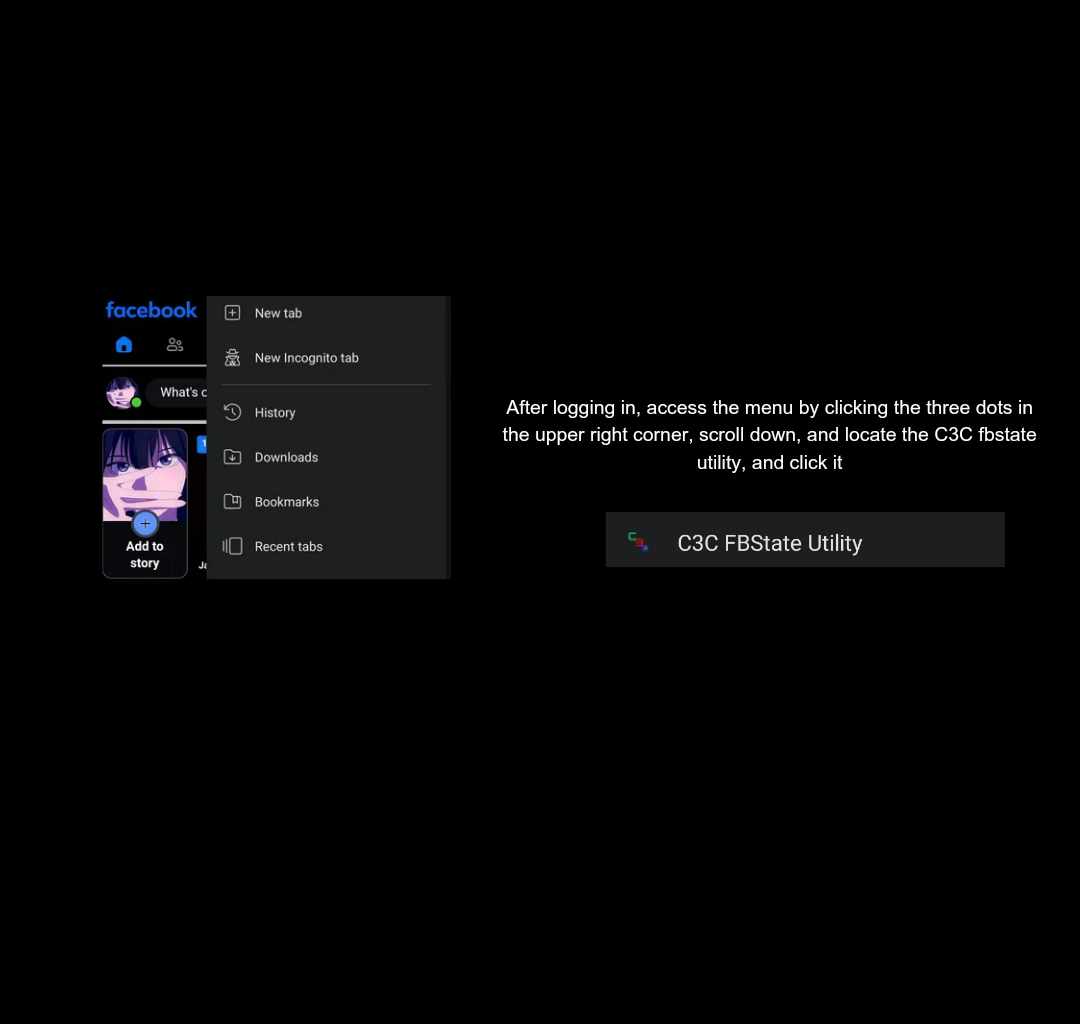 facebook
What's
Add to
story
New tab
New Incognito tab
History
Downloads
Bookmarks
Recent tabs
After logging in, access the menu by clicking the three dots in
the upper right corner, scroll down, and locate the C3C fbstate
utility, and click it
C3C FBState Utility